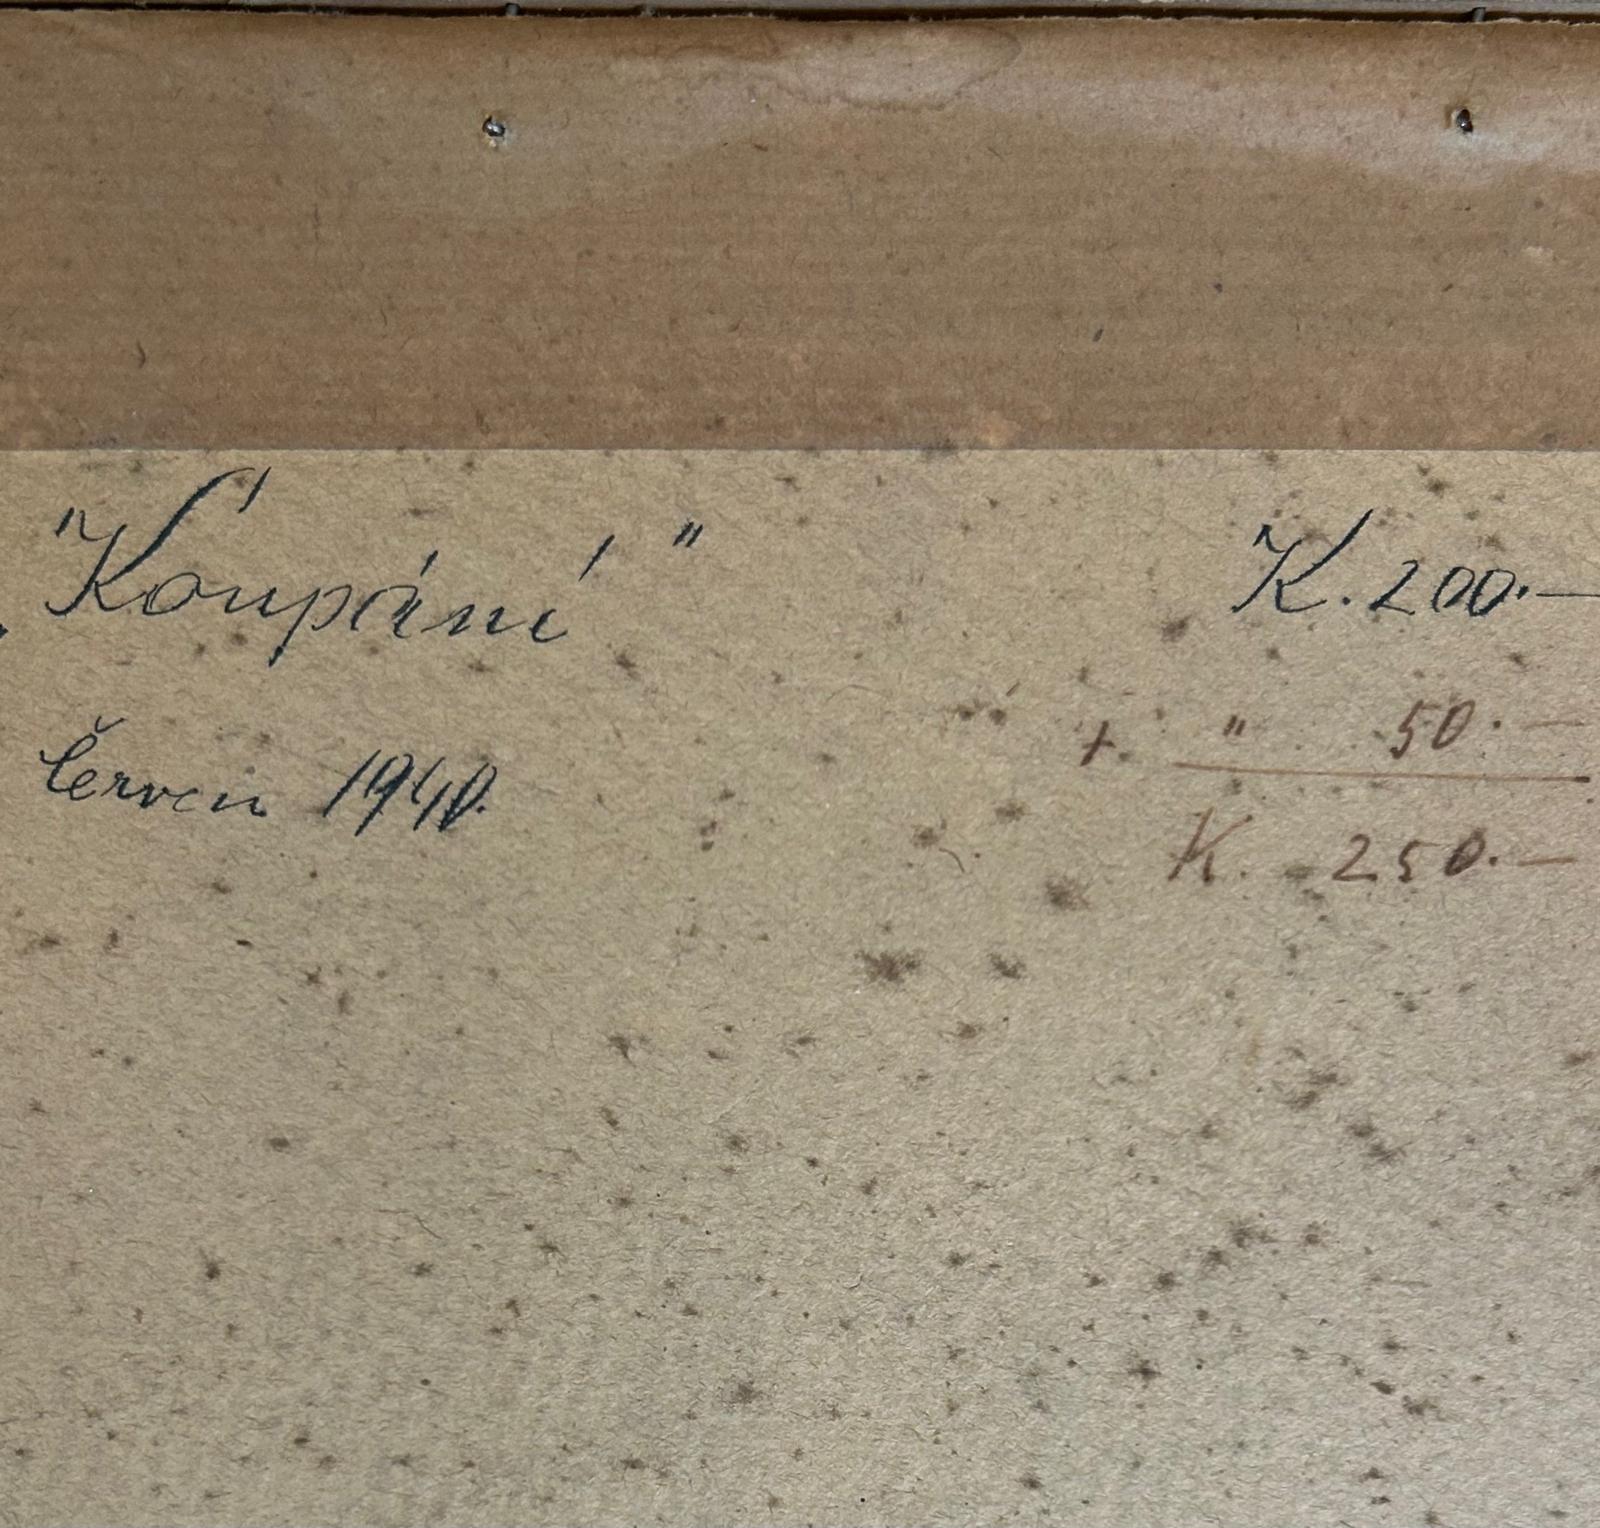 "Koupání" K. 200.—
+ " 50.—
červen 1940.
K. 250.—